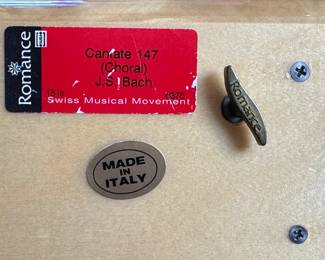 Romance
Cantate 147
(Choral)
J.S. Bach
Swiss Musical Movement
Romance
MADE
IN
ITALY